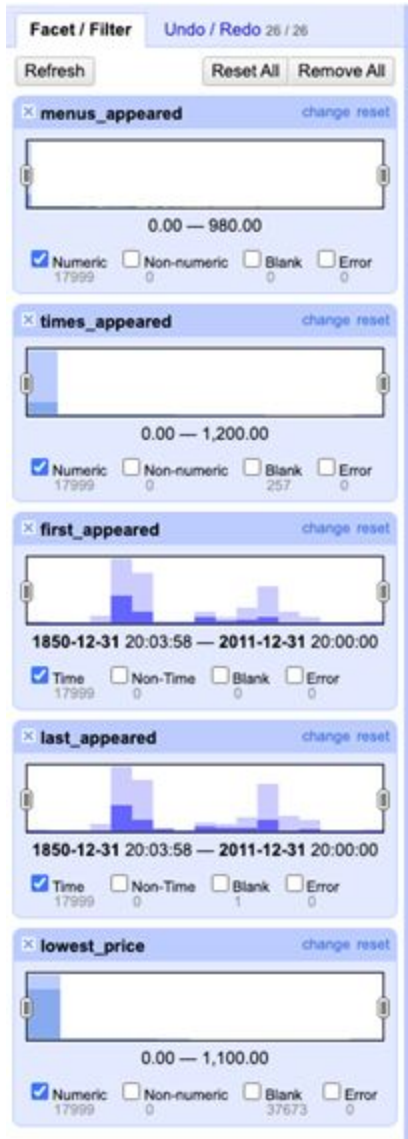 Facet / Filter Undo / Redo 26 / 26
Refresh Reset All Remove All
× menus_appeared change reset
0.00 — 980.00
Numeric Non-numeric Blank Error
17999 0 0 0
× times_appeared change reset
0.00 — 1,200.00
Numeric Non-numeric Blank Error
17999 0 257 0
× first_appeared change reset
1850-12-31 20:03:58 — 2011-12-31 20:00:00
Time Non-Time Blank Error
17999 0 0 0
× last_appeared change reset
1850-12-31 20:03:58 — 2011-12-31 20:00:00
Time Non-Time Blank Error
17999 0 1 0
× lowest_price change reset
0.00 — 1,100.00
Numeric Non-numeric Blank Error
17999 0 37673 0